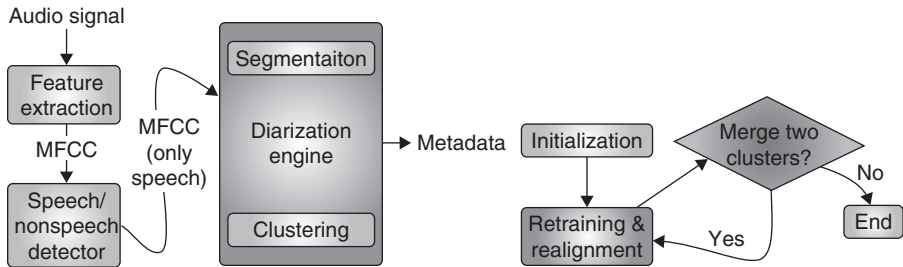 Audio signal
Feature
extraction
MFCC
Speech/
nonspeech
detector
MFCC
(only
speech)
Segmentaiton
Diarization
engine
Clustering
Metadata
Initialization
Retraining &
realignment
Merge two
clusters?
Yes
No
End